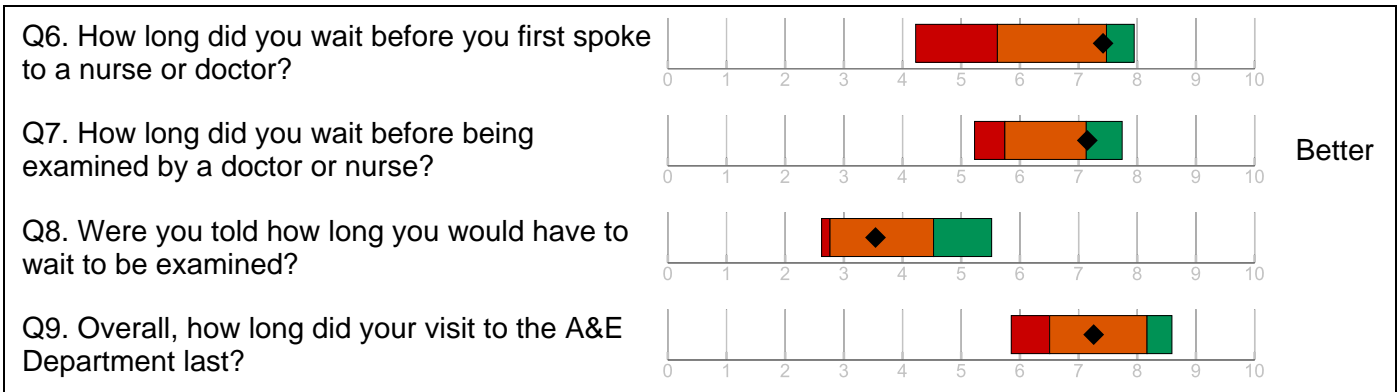 Q6. How long did you wait before you first spoke
to a nurse or doctor?
0 1 2 3 4 5 6 7 8 9 10
Q7. How long did you wait before being
examined by a doctor or nurse?
Better
0 1 2 3 4 5 6 7 8 9 10
Q8. Were you told how long you would have to
wait to be examined?
0 1 2 3 4 5 6 7 8 9 10
Q9. Overall, how long did your visit to the A&E
Department last?
0 1 2 3 4 5 6 7 8 9 10